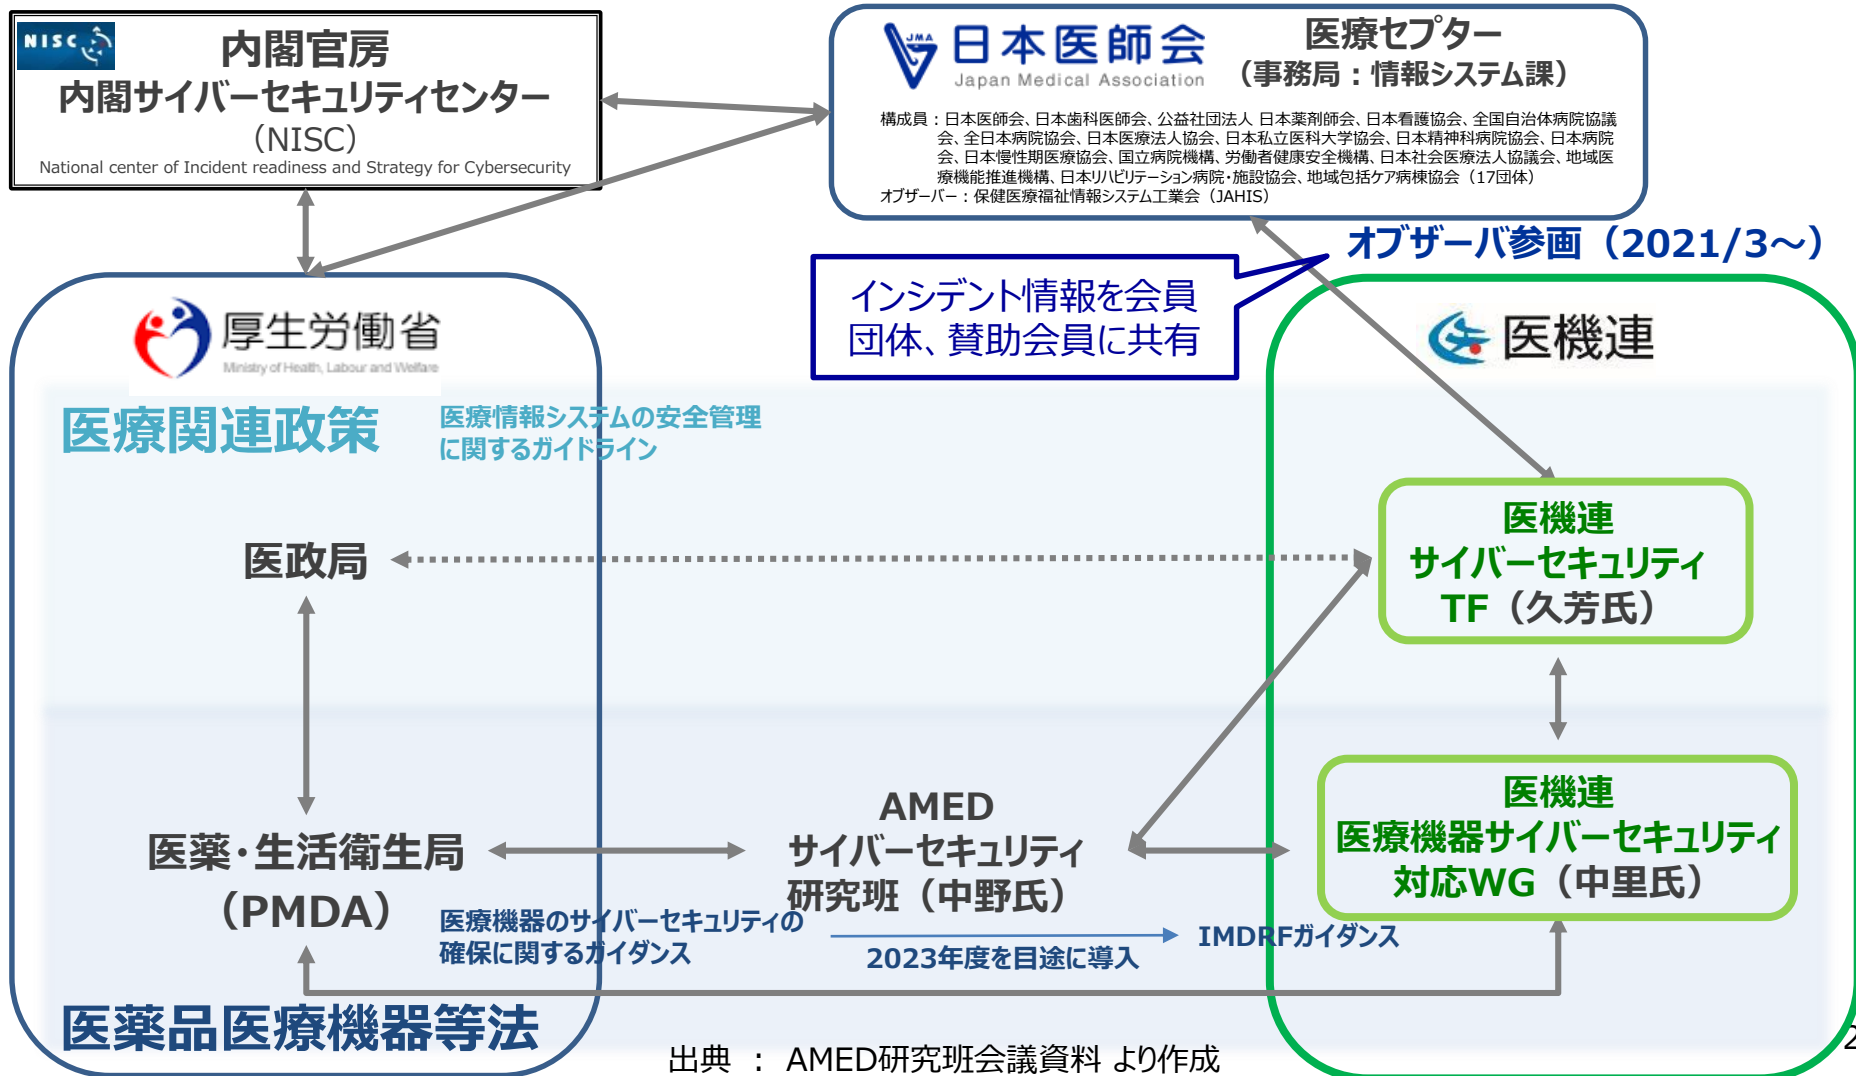 NISC
内閣官房
内閣サイバーセキュリティセンター
（NISC）
National center of Incident readiness and Strategy for Cybersecurity
JMA
日本医師会
Japan Medical Association
医療セプター
（事務局：情報システム課）
構成員：日本医師会、日本歯科医師会、公益社団法人 日本薬剤師会、日本看護協会、全国自治体病院協議
会、全日本病院協会、日本医療法人協会、日本私立医科大学協会、日本精神科病院協会、日本病院
会、日本慢性期医療協会、国立病院機構、労働者健康安全機構、日本社会医療法人協議会、地域医
療機能推進機構、日本リハビリテーション病院・施設協会、地域包括ケア病棟協会（17団体）
オブザーバー：保健医療福祉情報システム工業会（JAHIS）
オブザーバ参画（2021/3～）
インシデント情報を会員
団体、賛助会員に共有
厚生労働省
Ministry of Health, Labour and Welfare
医機連
医療関連政策
医療情報システムの安全管理
に関するガイドライン
医政局
医機連
サイバーセキュリティ
TF（久芳氏）
医薬・生活衛生局
（PMDA）
AMED
サイバーセキュリティ
研究班（中野氏）
医機連
医療機器サイバーセキュリティ
対応WG（中里氏）
医療機器のサイバーセキュリティの
確保に関するガイダンス
2023年度を目途に導入
IMDRFガイダンス
医薬品医療機器等法
出典 ： AMED研究班会議資料 より作成
2